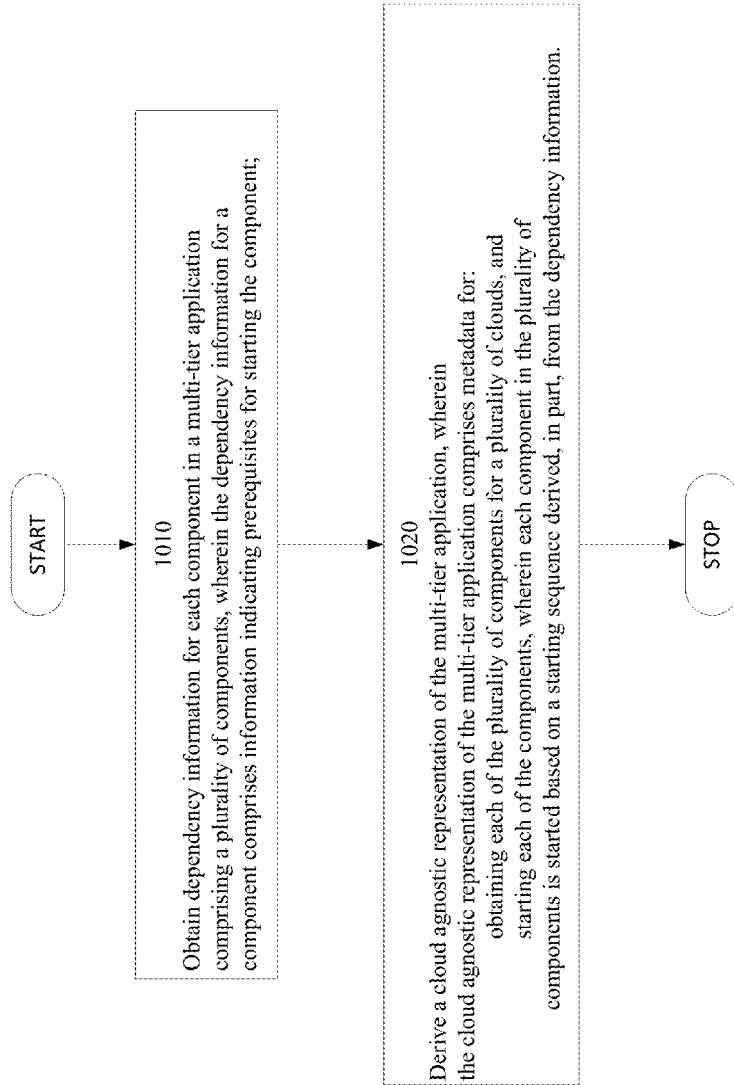 START
1010
Obtain dependency information for each component in a multi-tier application
comprising a plurality of components, wherein the dependency information for a
component comprises information indicating prerequisites for starting the component;
1020
Derive a cloud agnostic representation of the multi-tier application, wherein
the cloud agnostic representation of the multi-tier application comprises metadata for:
obtaining each of the plurality of components for a plurality of clouds, and
starting each of the components, wherein each component in the plurality of
components is started based on a starting sequence derived, in part, from the dependency information.
STOP